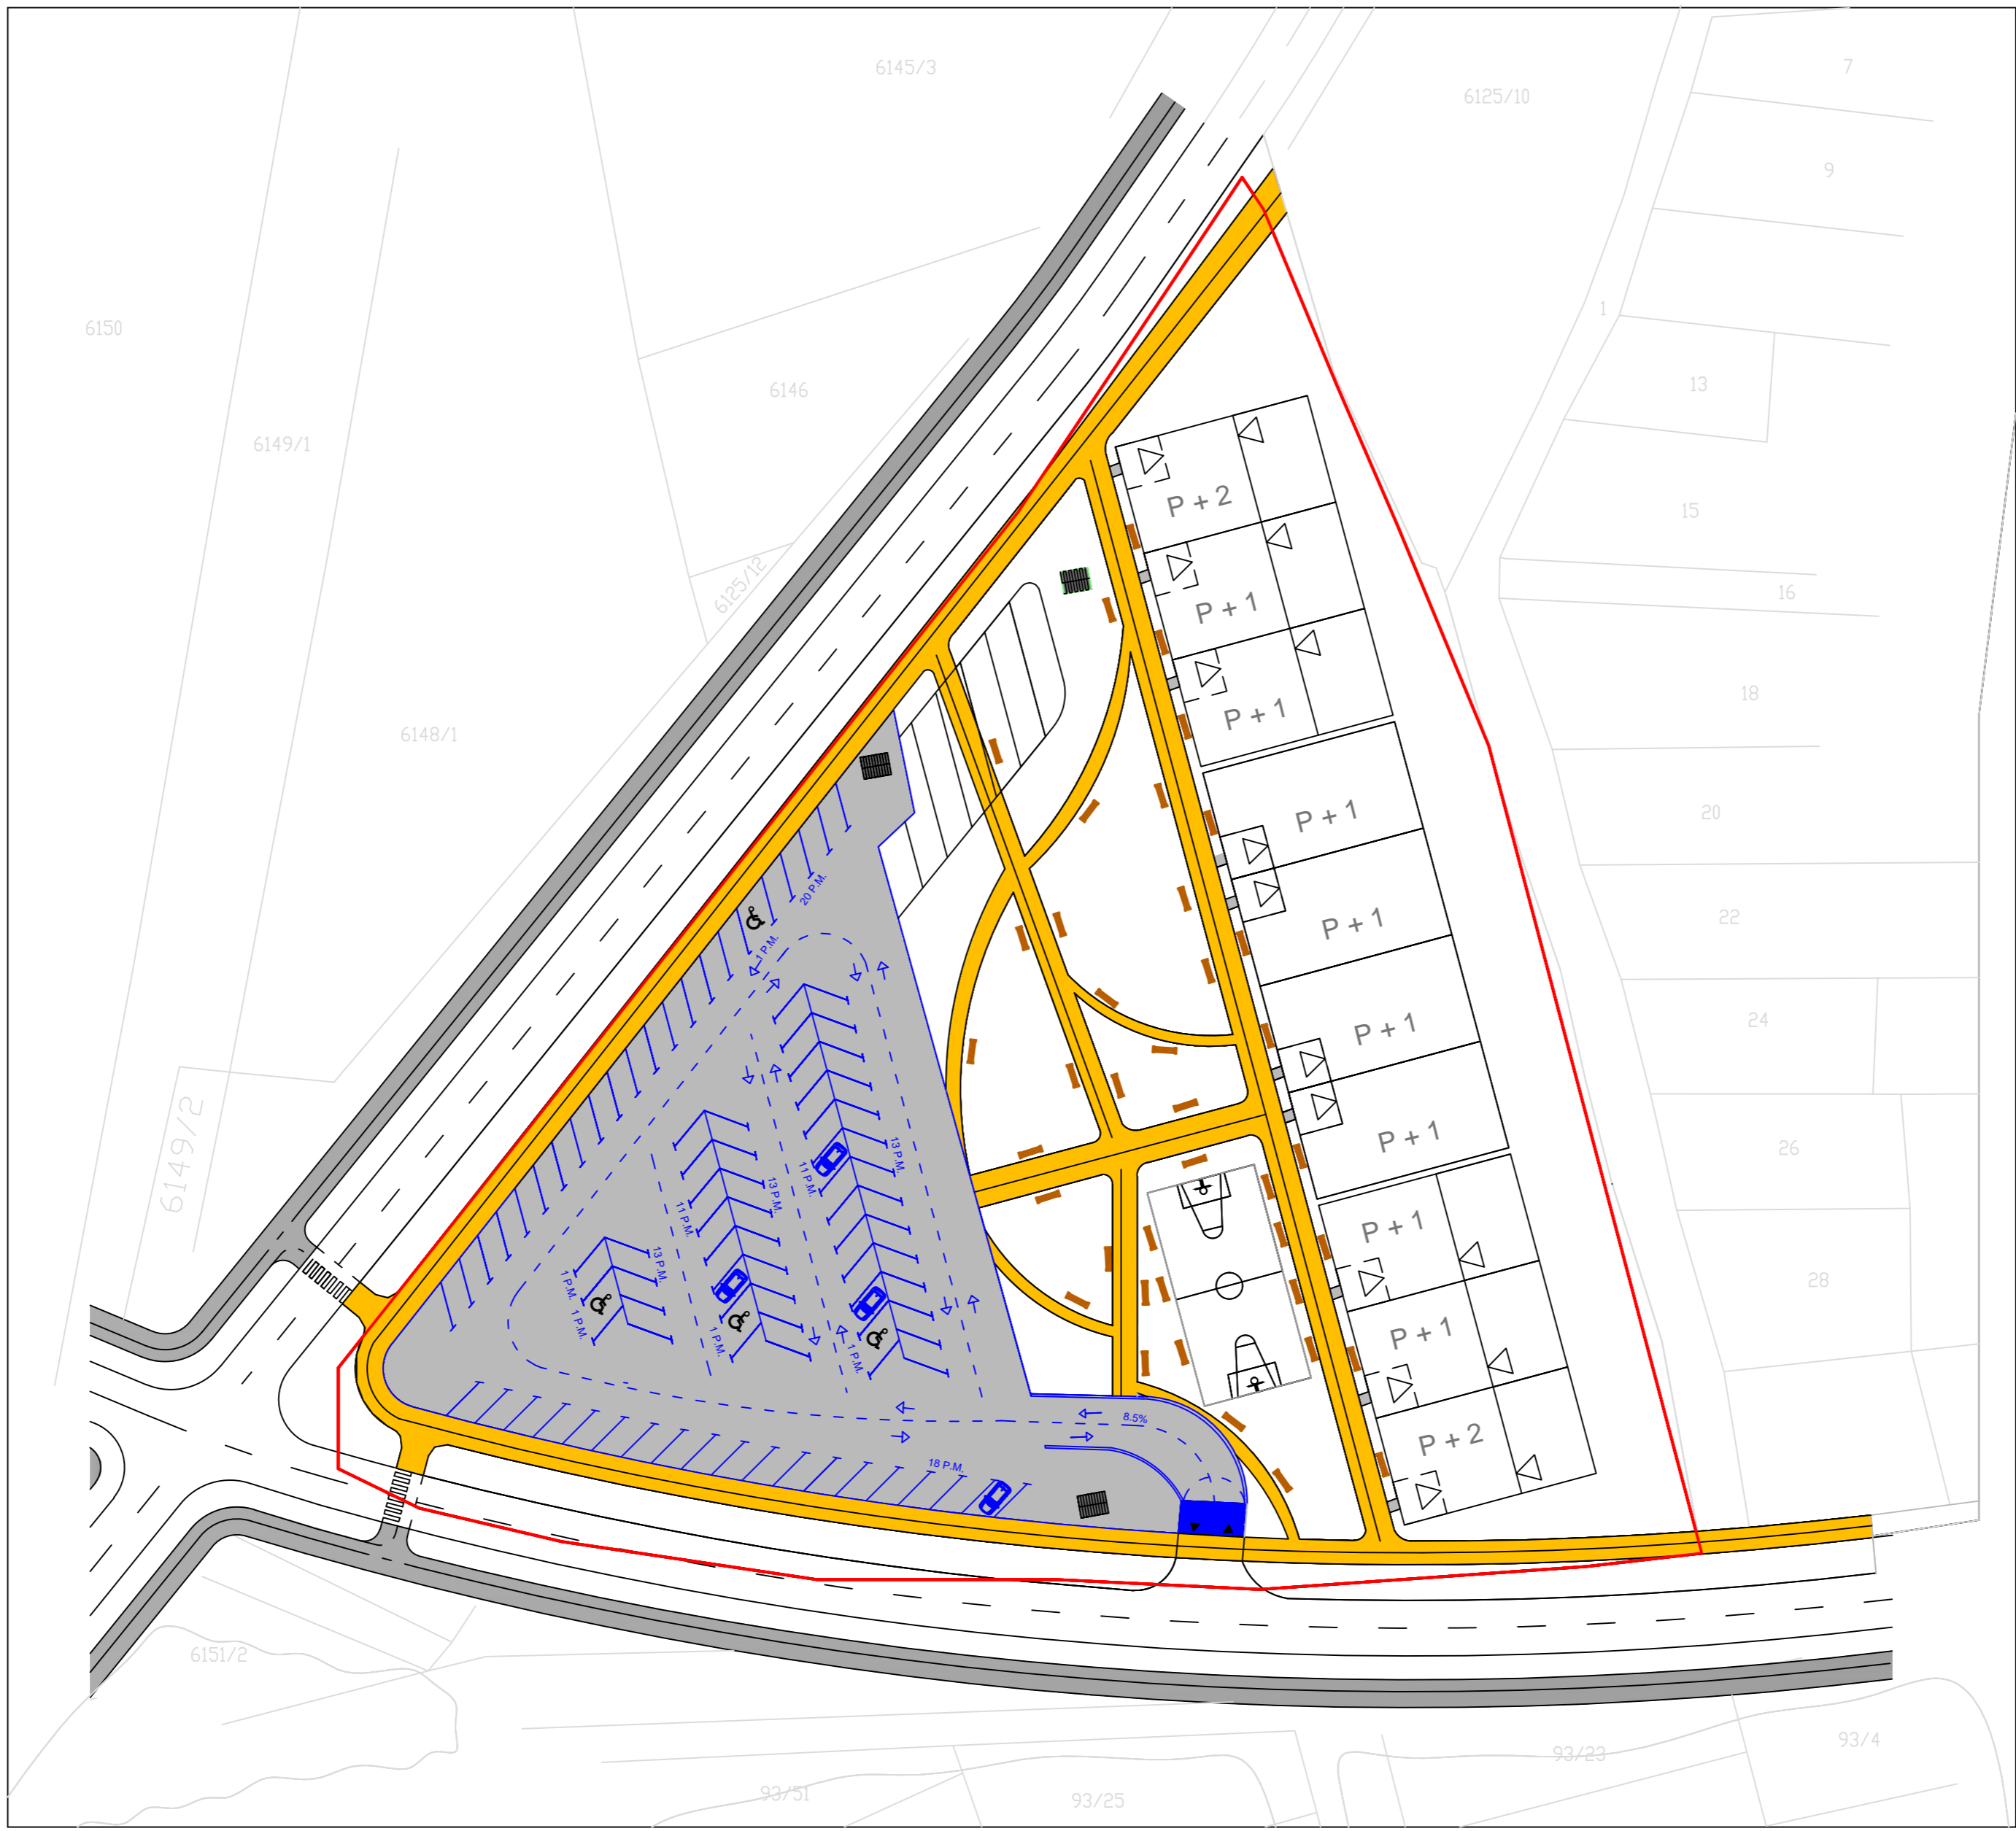 6145/3
6125/10
7
9
6150
1
6146
13
6149/1
P + 2
15
6125/12
P + 1
16
P + 1
18
6148/1
P + 1
20
20 P.M.
P + 1
22
1 P.M.
P + 1
24
6149/2
P + 1
26
13 P.M.
11 P.M.
13 P.M.
11 P.M.
P + 1
13 P.M.
28
1 P.M.
1 P.M.
1 P.M.
1 P.M.
P + 1
8.5%
P + 2
18 P.M.
6151/2
93/23
93/4
93/51
93/25